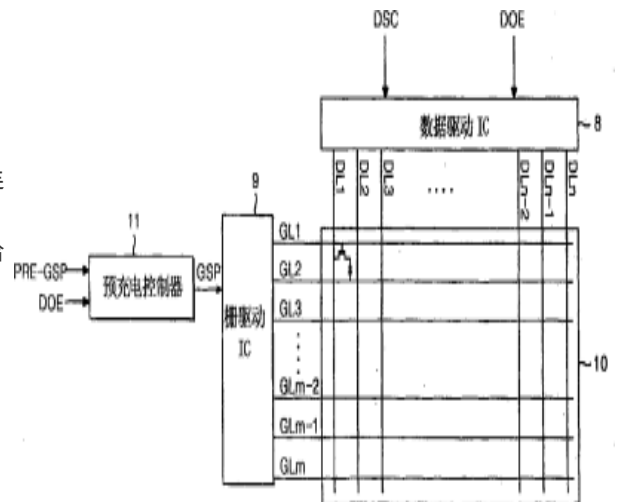 DSC DOE
数据驱动 IC
8
DL1 DL2 DL3 .... DLn-2 DLn-1 DLn
9
11
GL1
PRE-GSP
DOE
预充电控制器
GSP
GL2
栅驱动
IC
GL3
10
GLm-2
GLm-1
GLm